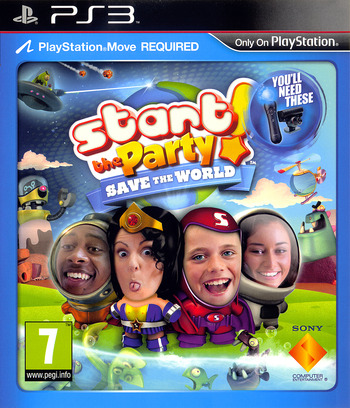 PS3
PlayStation®Move REQUIRED
Only On PlayStation®
YOU'LL
NEED
THESE
start
the Party!™
SAVE THE WORLD
S
S
7
www.pegi.info
SONY
COMPUTER
ENTERTAINMENT®